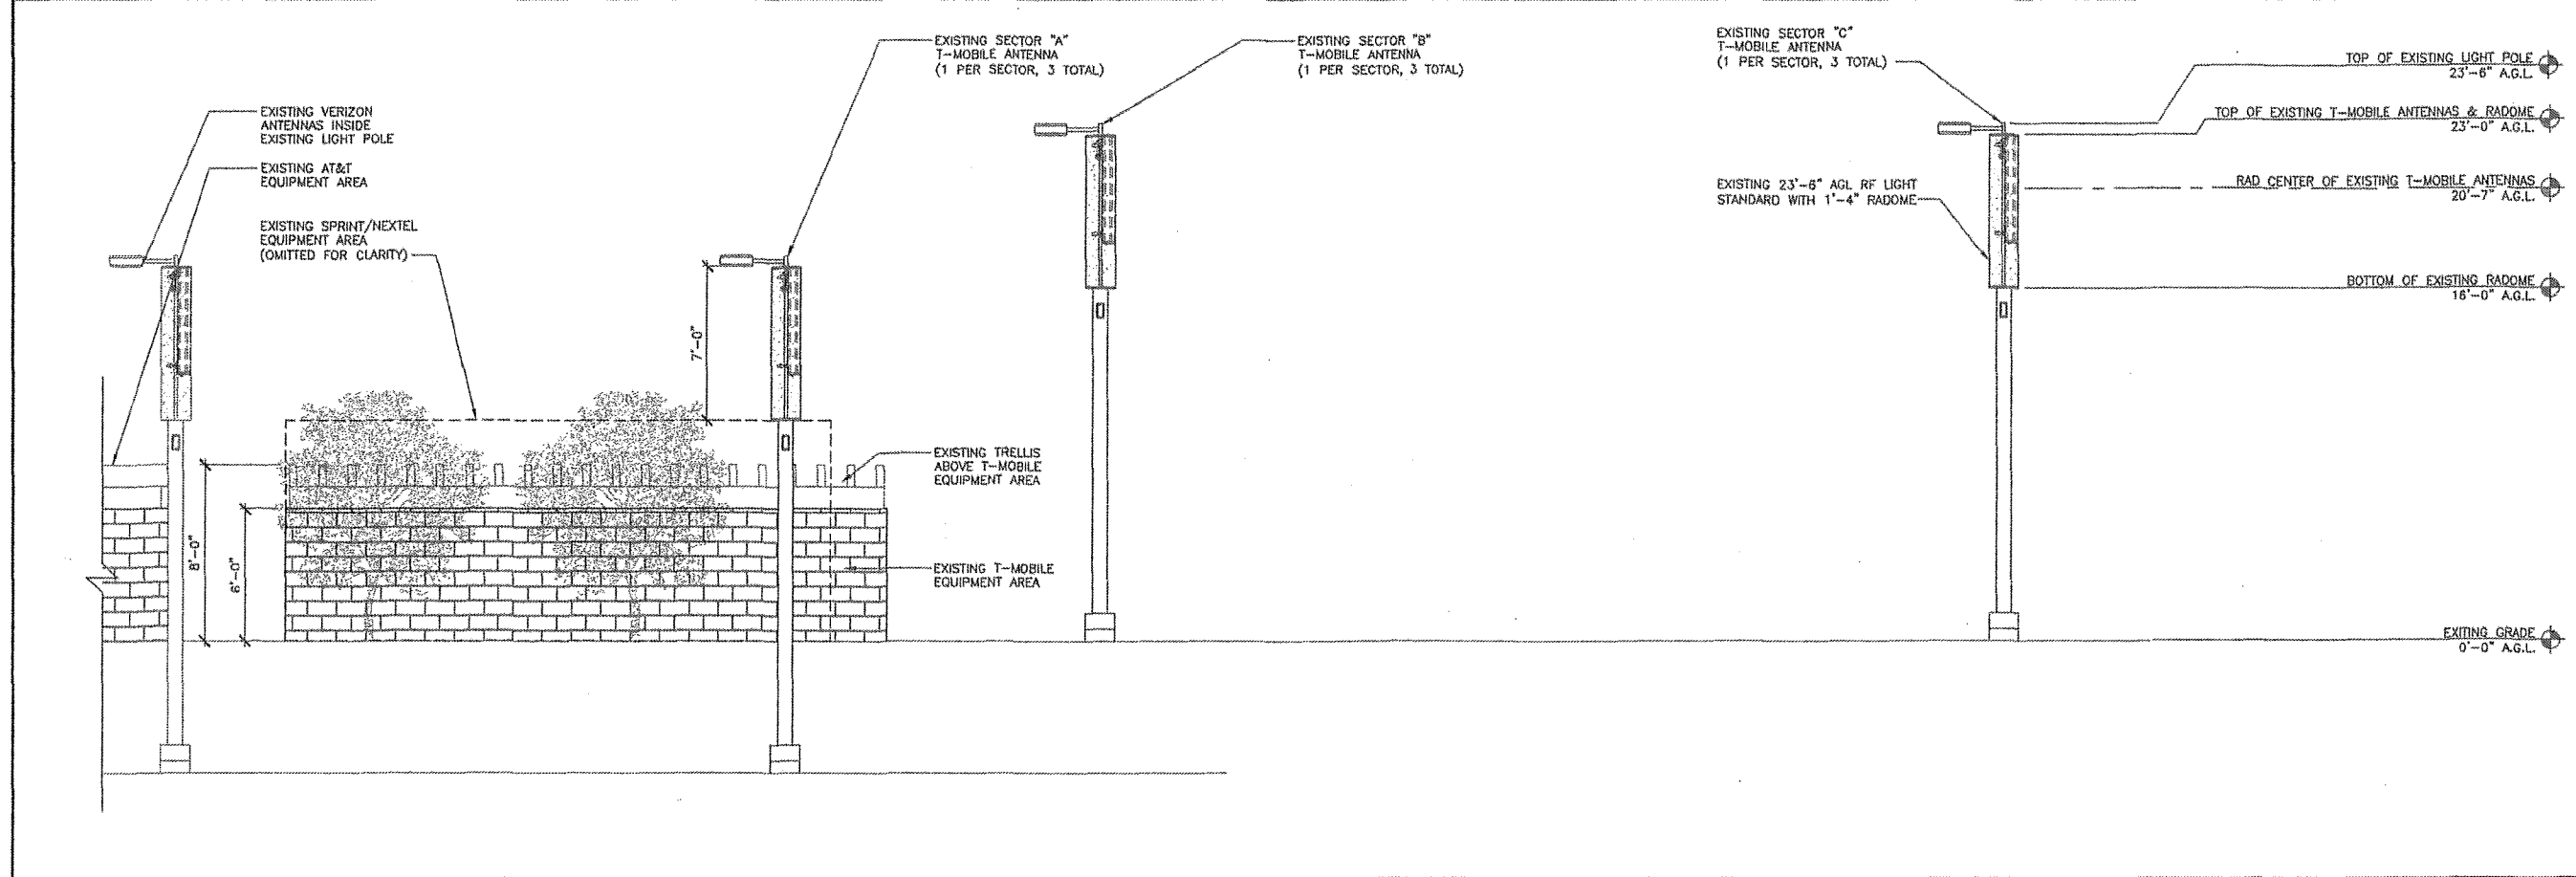 EXISTING SECTOR "A"
T-MOBILE ANTENNA
(1 PER SECTOR, 3 TOTAL)
EXISTING SECTOR "B"
T-MOBILE ANTENNA
(1 PER SECTOR, 3 TOTAL)
EXISTING SECTOR "C"
T-MOBILE ANTENNA
(1 PER SECTOR, 3 TOTAL)
TOP OF EXISTING LIGHT POLE
23'-6" A.G.L.
EXISTING VERIZON
ANTENNAS INSIDE
EXISTING LIGHT POLE
TOP OF EXISTING T-MOBILE ANTENNAS & RADOME
23'-0" A.G.L.
EXISTING AT&T
EQUIPMENT AREA
EXISTING 23'-6" AGL RF LIGHT
STANDARD WITH 1'-4" RADOME
RAD CENTER OF EXISTING T-MOBILE ANTENNAS
20'-7" A.G.L.
EXISTING SPRINT/NEXTEL
EQUIPMENT AREA
(OMITTED FOR CLARITY)
BOTTOM OF EXISTING RADOME
16'-0" A.G.L.
7'-0"
EXISTING TRELLIS
ABOVE T-MOBILE
EQUIPMENT AREA
8'-0"
6'-0"
EXISTING T-MOBILE
EQUIPMENT AREA
EXITING GRADE
0'-0" A.G.L.